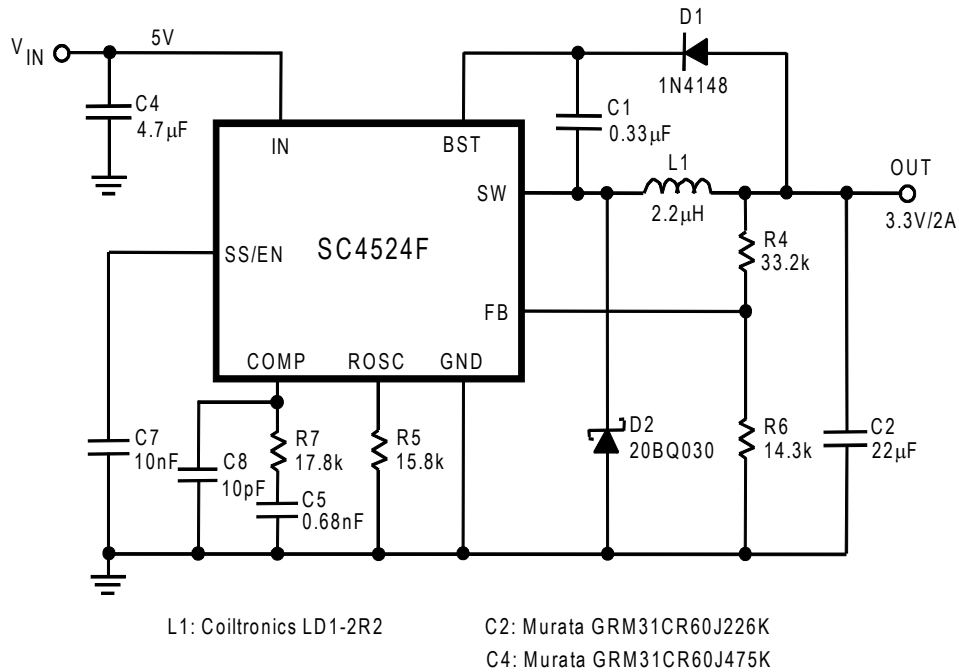 D1
1N4148
V IN
5V
C4
4.7µF
C1
0.33µF
IN
BST
L1
2.2µH
OUT
3.3V/2A
SW
SS/EN
SC4524F
R4
33.2k
FB
COMP
ROSC
GND
C7
10nF
C8
10pF
R7
17.8k
C5
0.68nF
R5
15.8k
D2
20BQ030
R6
14.3k
C2
22µF
L1: Coiltronics LD1-2R2
C2: Murata GRM31CR60J226K
C4: Murata GRM31CR60J475K